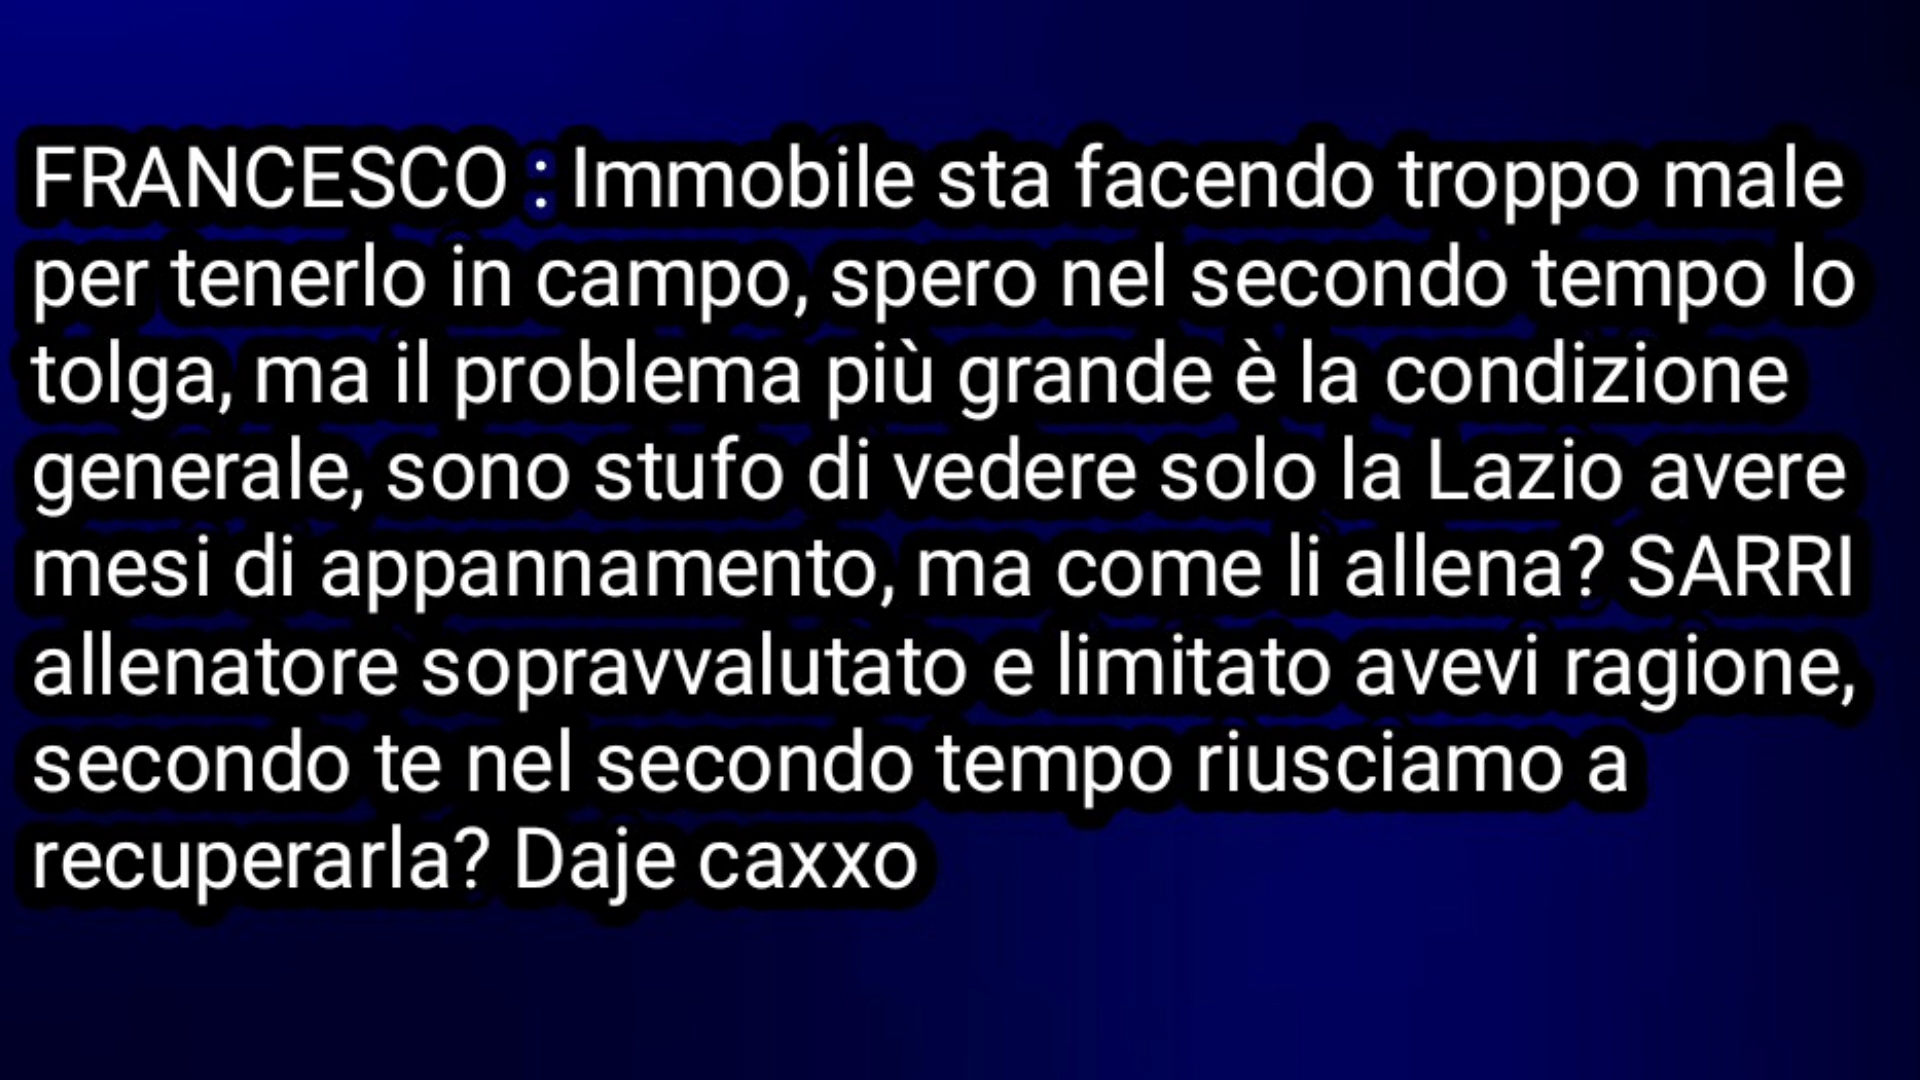 FRANCESCO : Immobile sta facendo troppo male
per tenerlo in campo, spero nel secondo tempo lo
tolga, ma il problema più grande è la condizione
generale, sono stufo di vedere solo la Lazio avere
mesi di appannamento, ma come li allena? SARRI
allenatore sopravvalutato e limitato avevi ragione,
secondo te nel secondo tempo riusciamo a
recuperarla? Daje caxxo